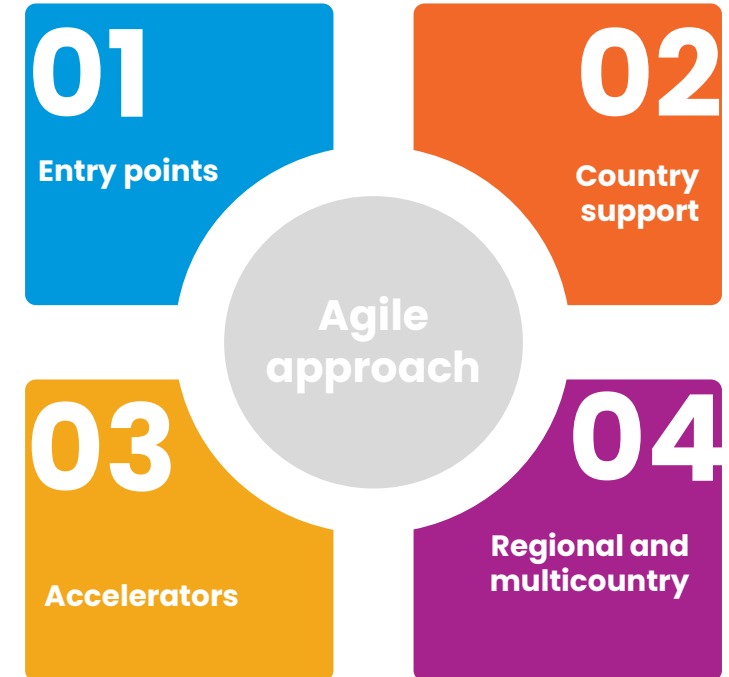 01
Entry points
02
Country
support
Agile
approach
03
Accelerators
04
Regional and
multicountry